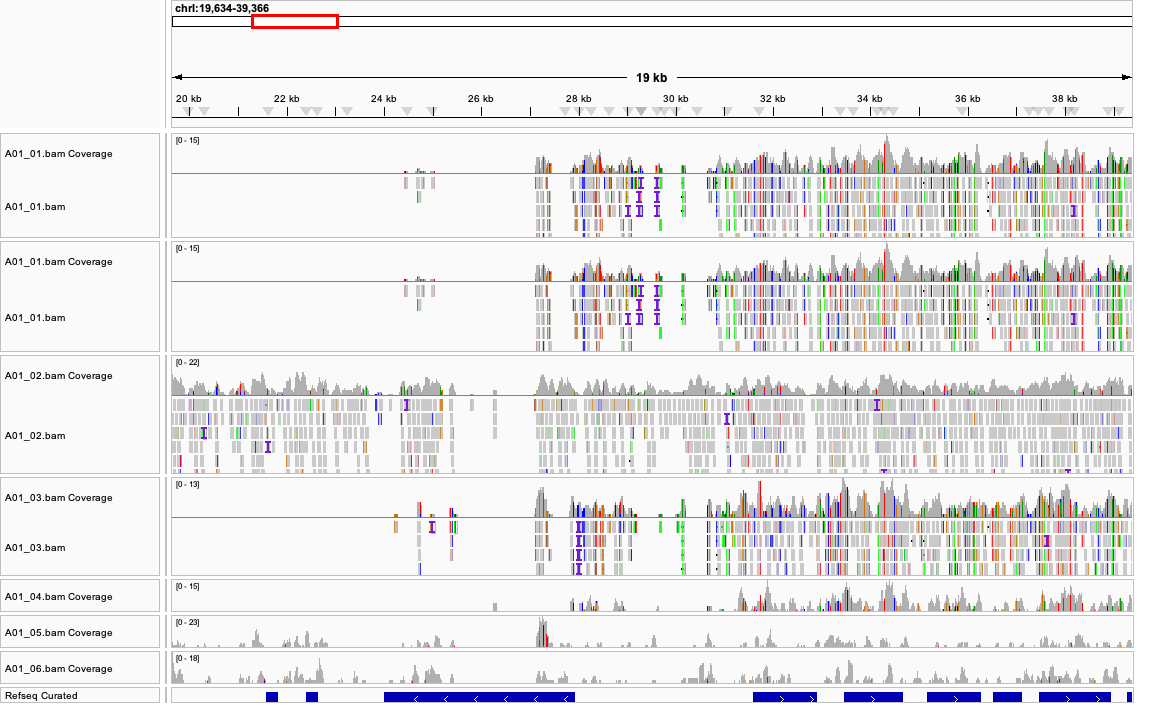 chrI:19,634-39,366
19 kb
20 kb 22 kb 24 kb 26 kb 28 kb 30 kb 32 kb 34 kb 36 kb 38 kb
A01_01.bam Coverage
[0 - 15]
A01_01.bam
A01_01.bam Coverage
[0 - 15]
A01_01.bam
A01_02.bam Coverage
[0 - 22]
A01_02.bam
A01_03.bam Coverage
[0 - 13]
A01_03.bam
A01_04.bam Coverage
[0 - 15]
A01_05.bam Coverage
[0 - 23]
A01_06.bam Coverage
[0 - 18]
Refseq Curated